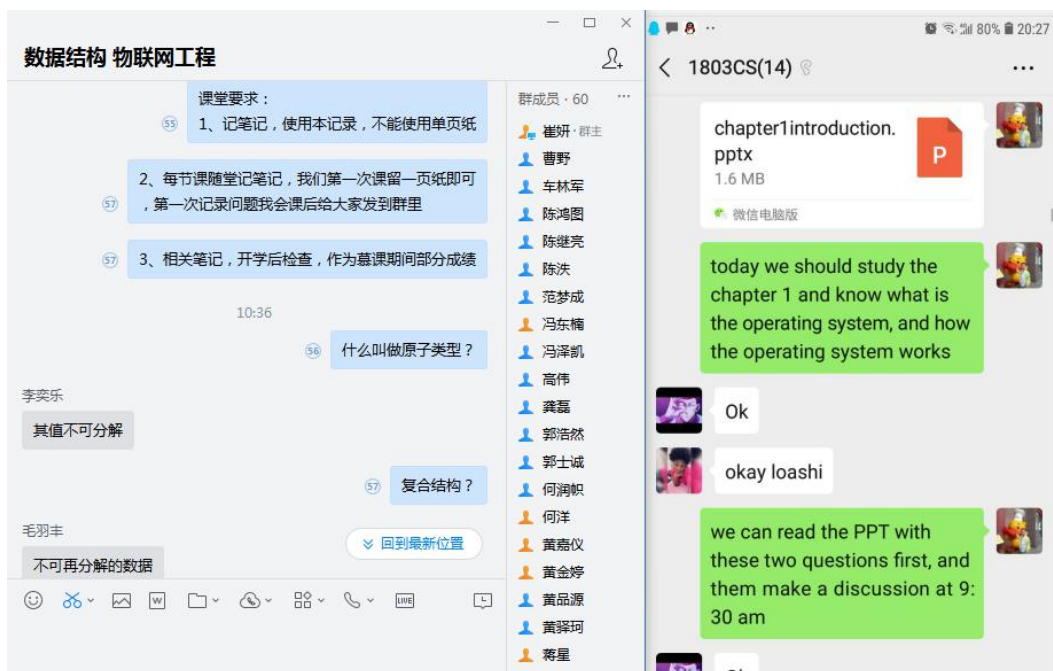 数据结构 物联网工程
课堂要求：
55
1、记笔记，使用本记录，不能使用单页纸
2、每节课随堂记笔记，我们第一次课留一页纸即可
57
，第一次记录问题我会课后给大家发到群里
57
3、相关笔记，开学后检查，作为慕课期间部分成绩
10:36
56
什么叫做原子类型？
李奕乐
其值不可分解
57
复合结构？
毛羽丰
回到最新位置
不可再分解的数据
W
LIVE
群成员·60
崔妍·群主
曹野
车林军
陈鸿图
陈继亮
陈泆
范梦成
冯东楠
冯泽凯
高伟
龚磊
郭浩然
郭士诚
何润帜
何洋
黄嘉仪
黄金婷
黄品源
黄驿珂
蒋星
80% 20:27
1803CS(14)
chapter1introduction.
pptx
P
1.6 MB
微信电脑版
today we should study the
chapter 1 and know what is
the operating system, and how
the operating system works
Ok
okay loashi
we can read the PPT with
these two questions first, and
them make a discussion at 9:
30 am